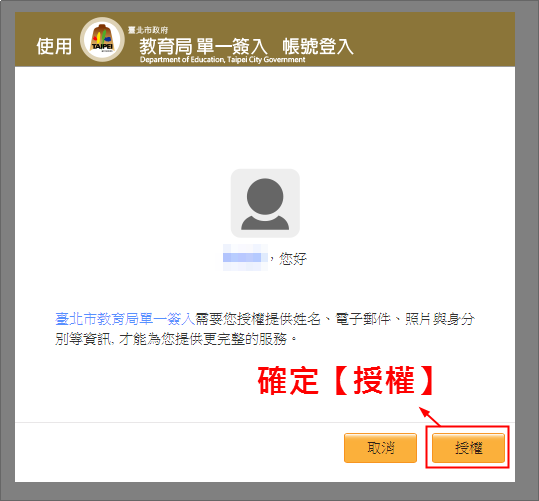 使用
TAIPEI
臺北市政府
教育局 單一簽入 帳號登入
Department of Education, Taipei City Government
，您好
臺北市教育局單一簽入需要您授權提供姓名、電子郵件、照片與身分
別等資訊, 才能為您提供更完整的服務。
確定【授權】
取消
授權